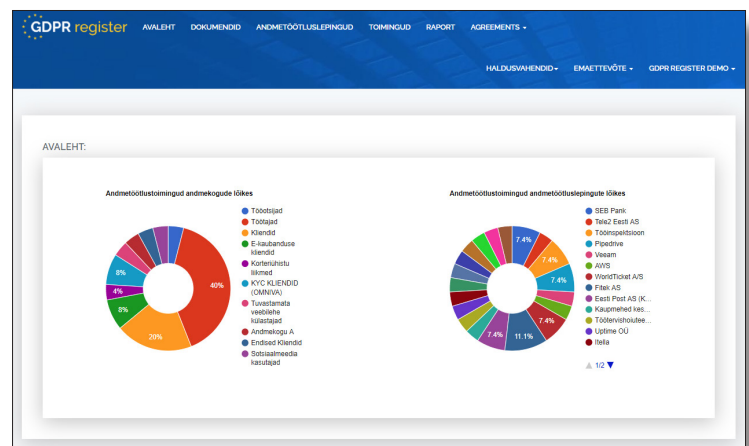 GDPR register
AVALEHT DOKUMENDID ANDMETÖÖTLUSLEPINGUD TOIMINGUD RAPORT AGREEMENTS
HALDUSVAHENDID EMAETTEVÕTE GDPR REGISTER DEMO
AVALEHT:
Andmetöötlustoimingud andmekogude lõikes
40%
20%
8%
4%
8%
Tööotsijad
Töötajad
Kliendid
E-kaubanduse
kliendid
Korteriühistu
liikmed
KYC KLIENDID
(OMNIVA)
Tuvastamata
veebilehe
külastajad
Andmekogu A
Endised Kliendid
Sotsiaalmeedia
kasutajad
Andmetöötlustoimingud andmetöötluslepingute lõikes
7.4%
7.4%
7.4%
7.4%
11.1%
7.4%
SEB Pank
Tele2 Eesti AS
Tööinspektsioon
Pipedrive
Veeam
AWS
WorldTicket A/S
Fitek AS
Eesti Post AS (K...
Kaupmehed kes...
Töötervishoiutee...
Uptime OÜ
Itella
1/2